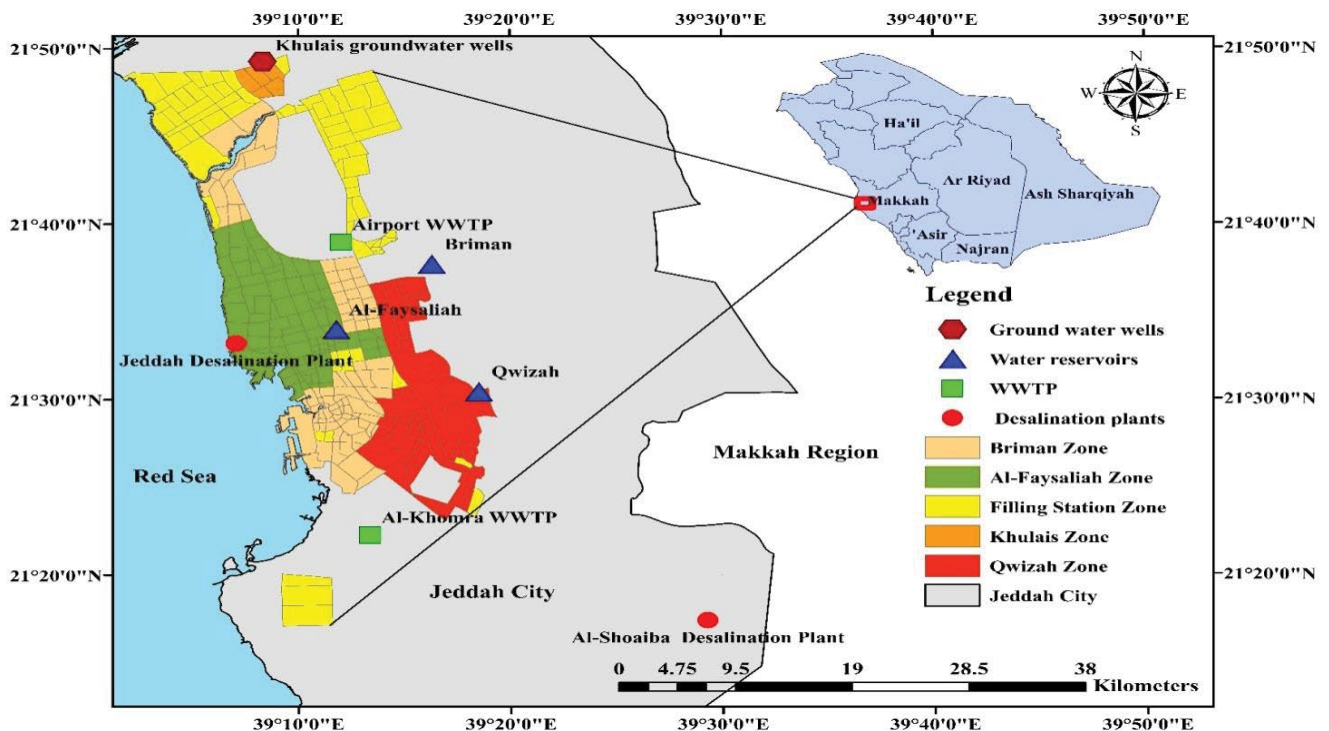 39°10'0"E 39°20'0"E 39°30'0"E 39°40'0"E 39°50'0"E
21°50'0"N
Khulais groundwater wells
21°50'0"N
N
W E
S
Ha'il
Ar Riyad
Ash Sharqiyah
Makkah
'Asir
Najran
21°40'0"N
Airport WWTP
Briman
21°40'0"N
Al-Faysaliah
Jeddah Desalination Plant
Qwizah
21°30'0"N
21°30'0"N
Red Sea
Makkah Region
Al-Khomra WWTP
21°20'0"N
21°20'0"N
Jeddah City
Al-Shoaiba Desalination Plant
Legend
Ground water wells
Water reservoirs
WWTP
Desalination plants
Briman Zone
Al-Faysaliah Zone
Filling Station Zone
Khulais Zone
Qwizah Zone
Jeddah City
0 4.75 9.5 19 28.5 38
Kilometers
39°10'0"E 39°20'0"E 39°30'0"E 39°40'0"E 39°50'0"E